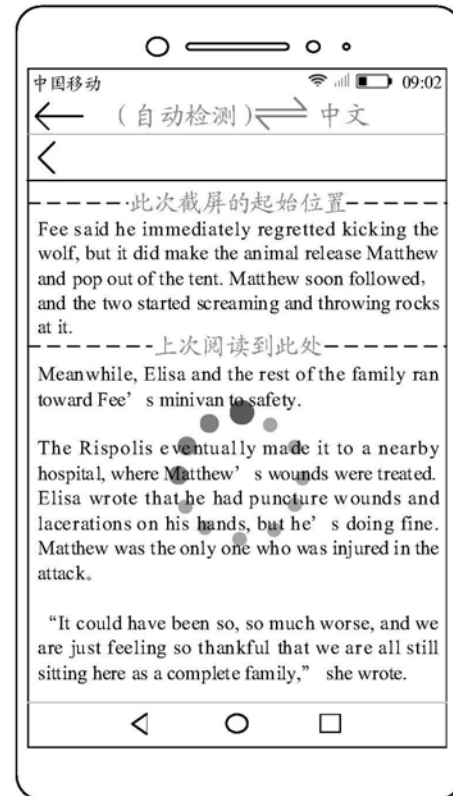 中国移动 09:02
（自动检测） 中文
此次截屏的起始位置
Fee said he immediately regretted kicking the
wolf, but it did make the animal release Matthew
and pop out of the tent. Matthew soon followed,
and the two started screaming and throwing rocks
at it.
上次阅读到此处
Meanwhile, Elisa and the rest of the family ran
toward Fee’s minivan to safety.
The Rispolis eventually made it to a nearby
hospital, where Matthew’s wounds were treated.
Elisa wrote that he had puncture wounds and
lacerations on his hands, but he’s doing fine.
Matthew was the only one who was injured in the
attack。
“It could have been so, so much worse, and we
are just feeling so thankful that we are all still
sitting here as a complete family,” she wrote.